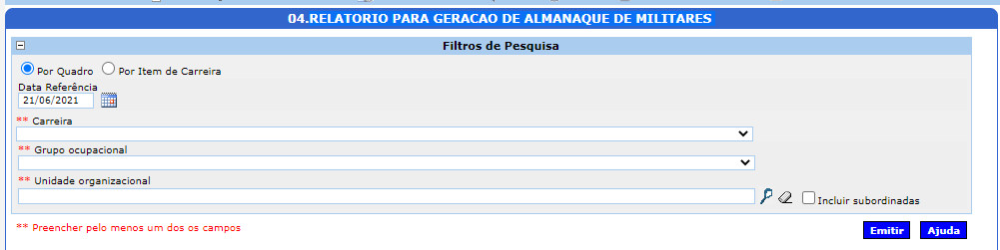 04.RELATORIO PARA GERACAO DE ALMANAQUE DE MILITARES
Filtros de Pesquisa
Por Quadro Por Item de Carreira
Data Referência
21/06/2021
** Carreira
** Grupo ocupacional
** Unidade organizacional
Incluir subordinadas
** Preencher pelo menos um dos os campos
Emitir Ajuda